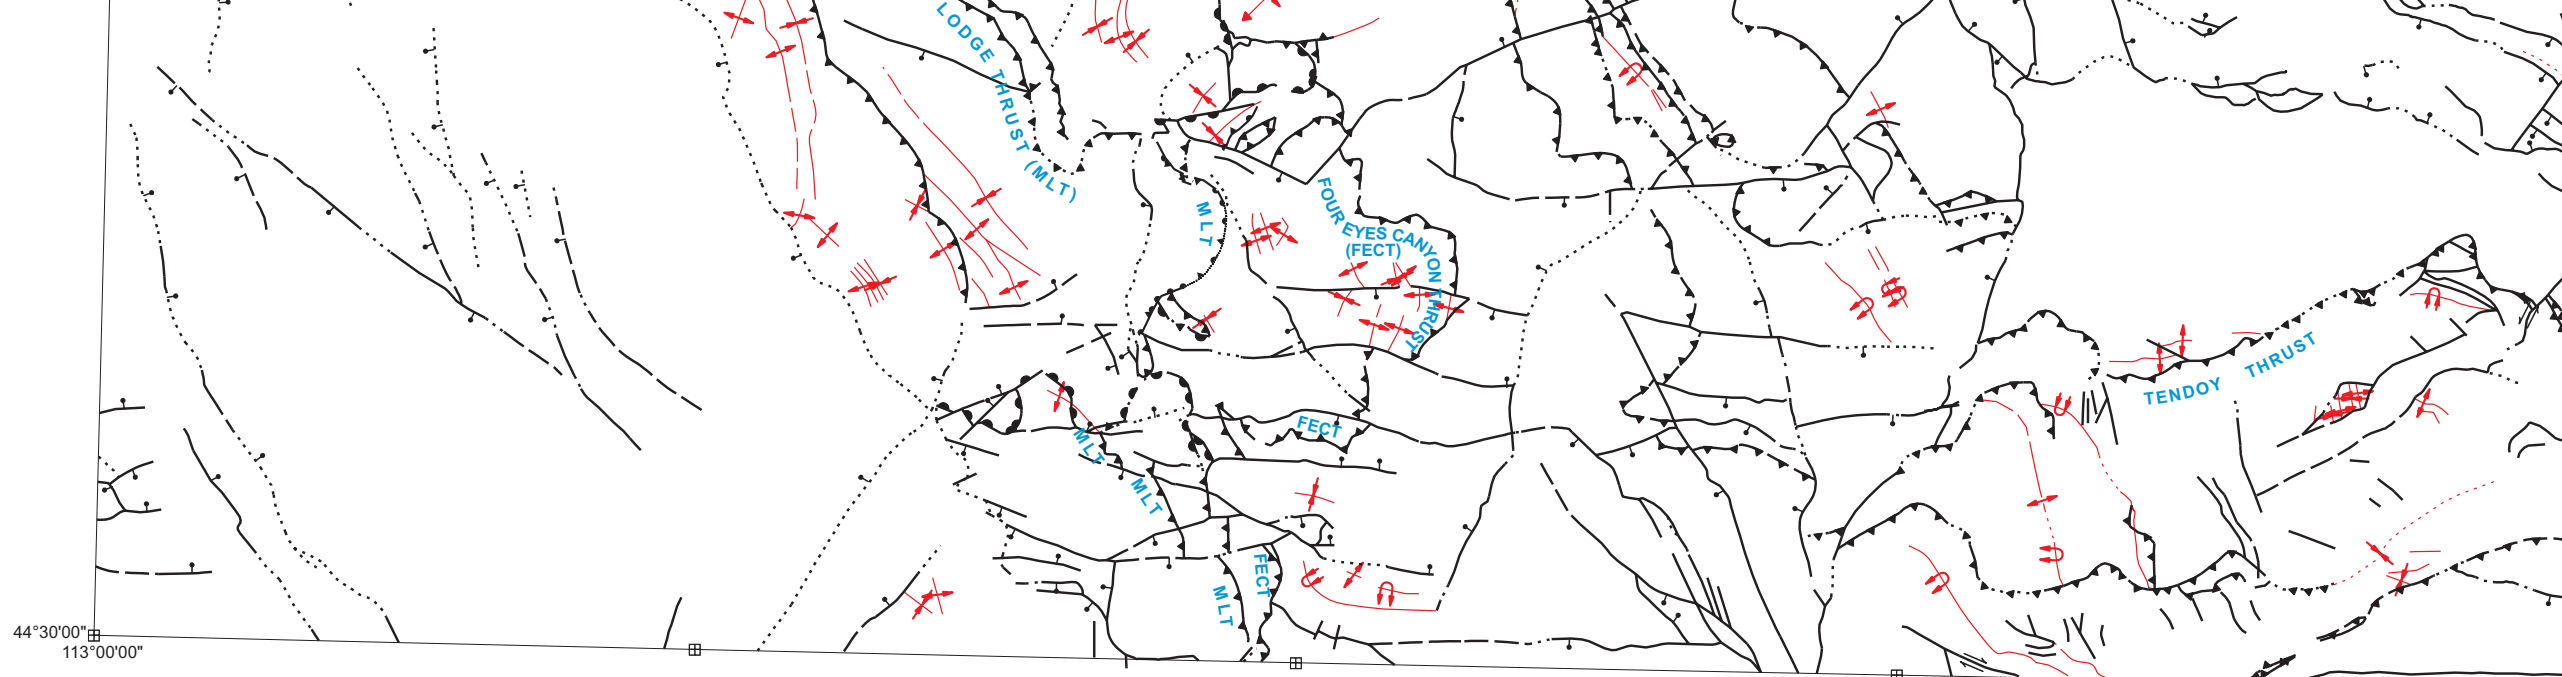 LODGE THRUST (MLT)
MLT
FOUR EYES CANYON THRUST
(FECT)
TENDOY THRUST
FECT
MLT
MLT
FECT
MLT
44°30'00"
113°00'00"